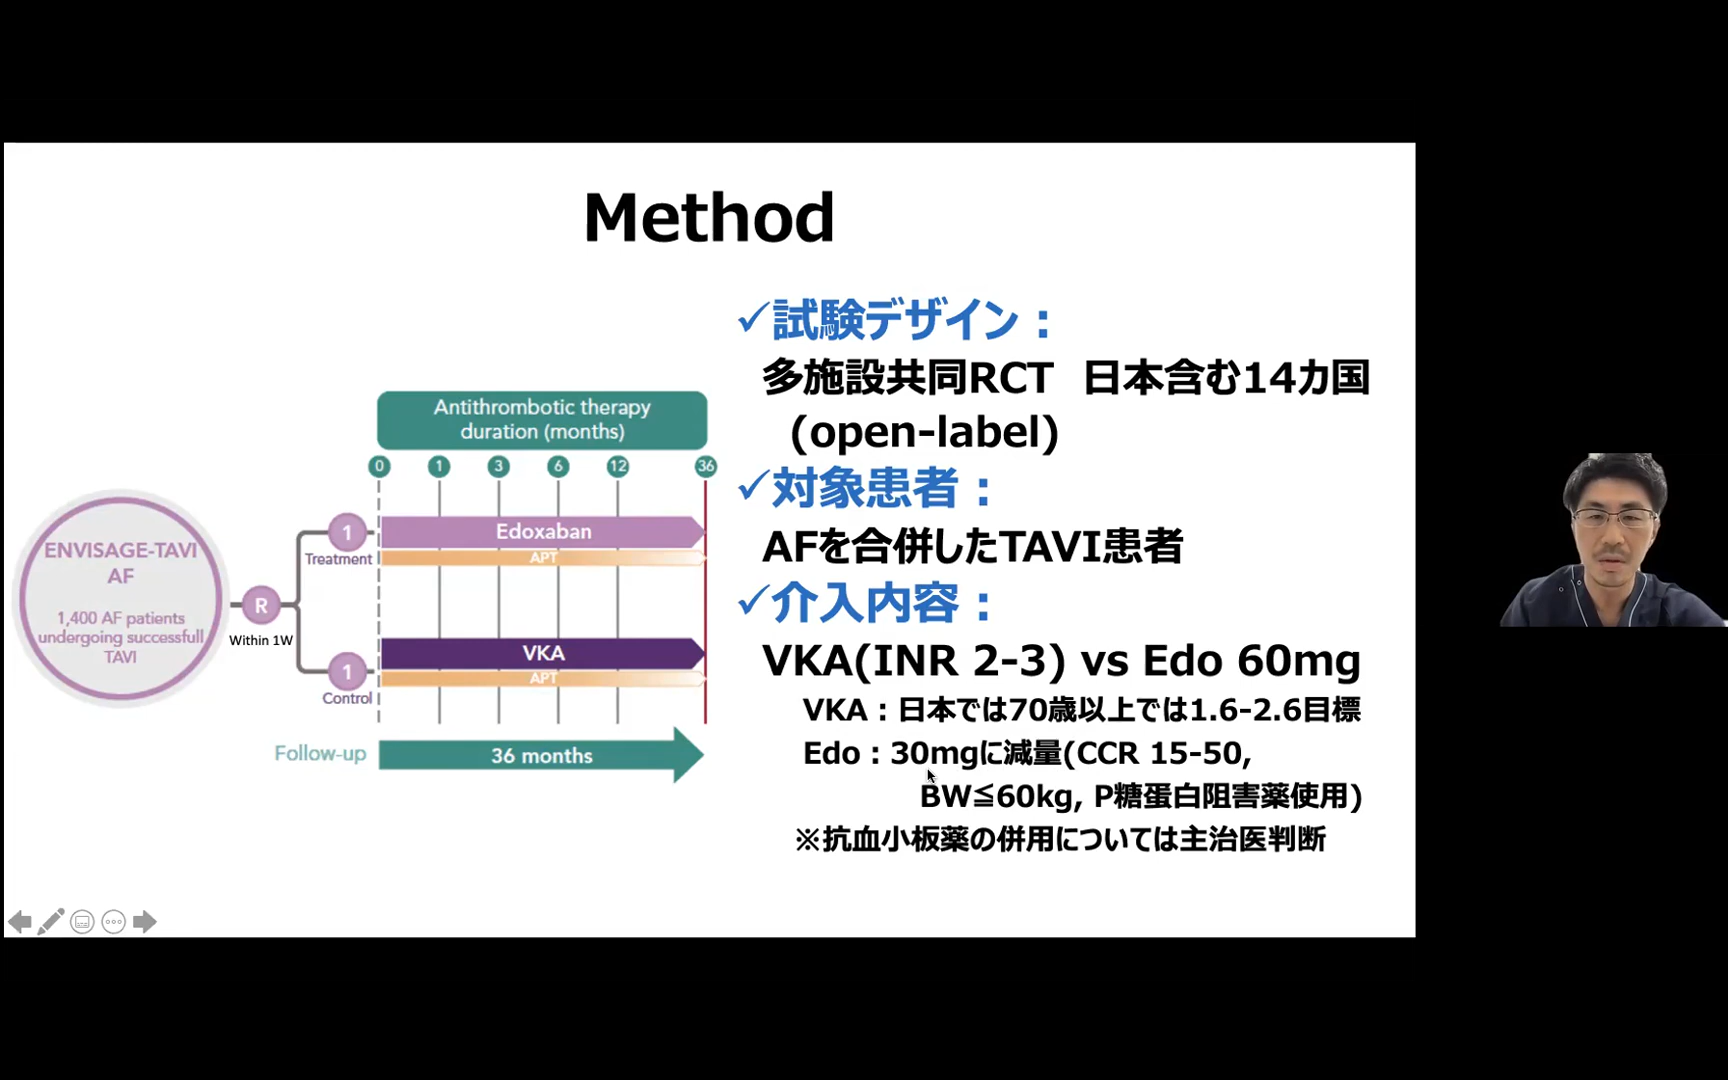 Method
ENVISAGE-TAVI
AF
1,400 AF patients
undergoing successfull
TAVI
R
Within 1W
1
Treatment
1
Control
Antithrombotic therapy
duration (months)
0 1 3 6 12 36
Edoxaban
APT
VKA
APT
Follow-up
36 months
✓試験デザイン：
多施設共同RCT 日本含む14カ国
(open-label)
✓対象患者：
AFを合併したTAVI患者
✓介入内容：
VKA(INR 2-3) vs Edo 60mg
VKA：日本では70歳以上では1.6-2.6目標
Edo：30mgに減量(CCR 15-50,
BW≦60kg, P糖蛋白阻害薬使用)
※抗血小板薬の併用については主治医判断